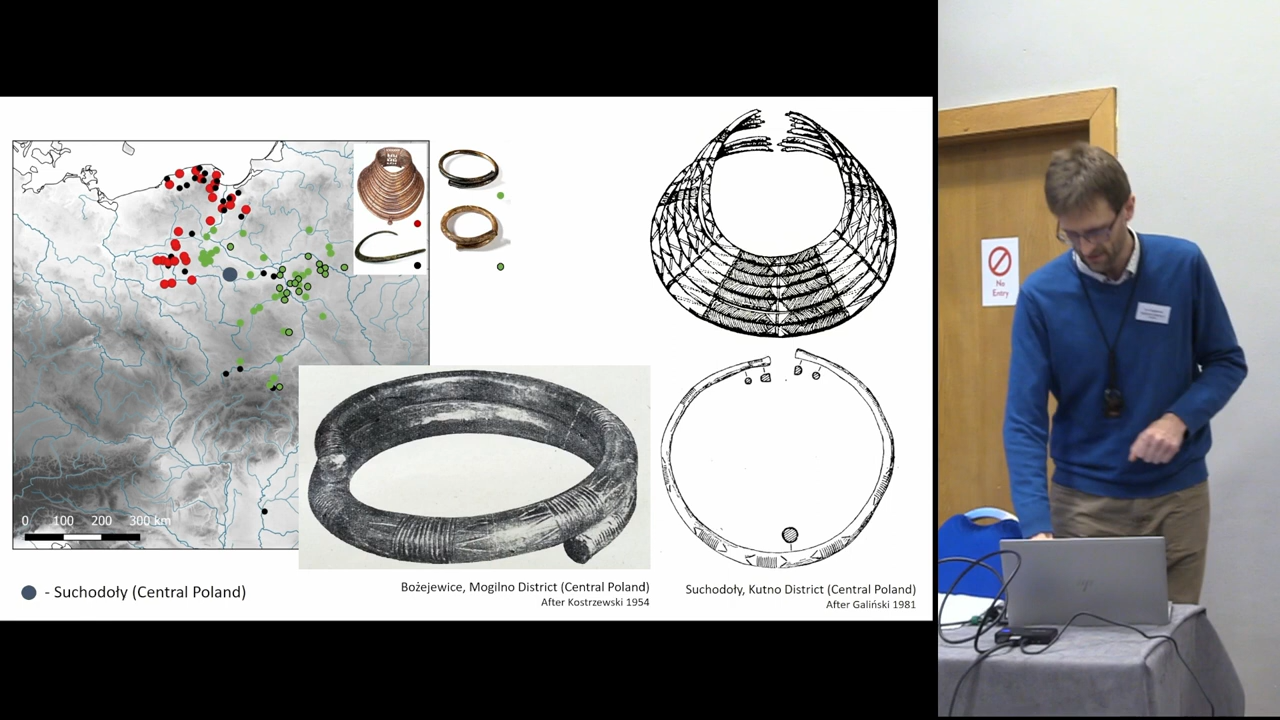 0 100 200 300 km
- Suchodoły (Central Poland)
Bożejewice, Mogilno District (Central Poland)
After Kostrzewski 1954
Suchodoły, Kutno District (Central Poland)
After Galiński 1981
No
Entry